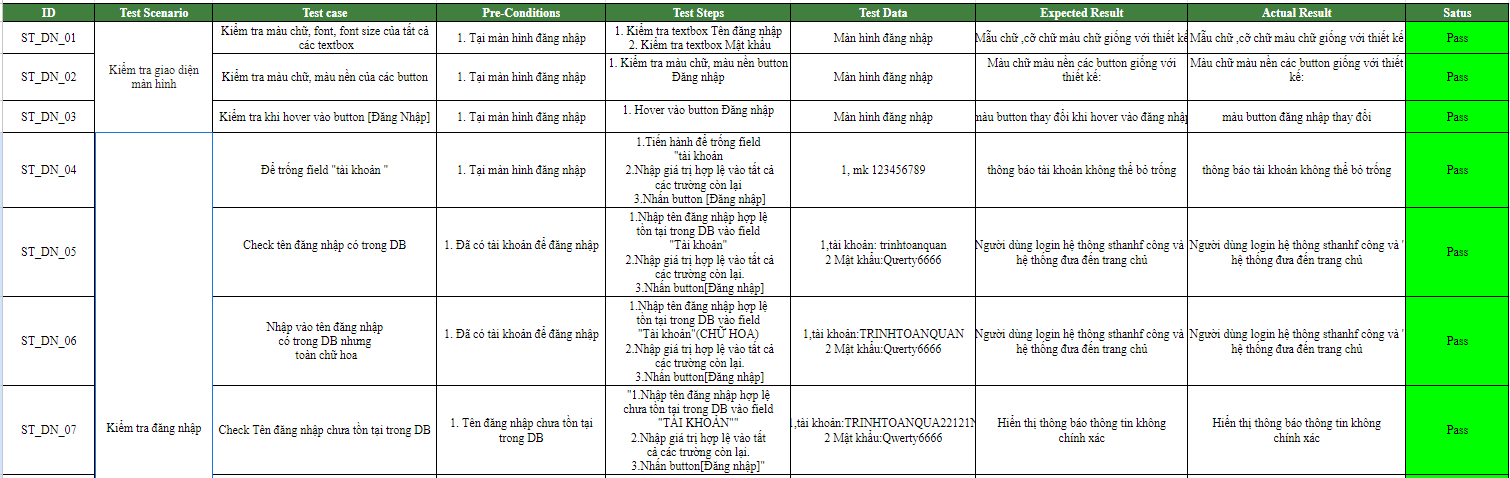 ID Test Scenario Test case Pre-Conditions Test Steps Test Data Expected Result Actual Result Satus
ST_DN_01
Kiểm tra giao diện
màn hình
Kiểm tra màu chữ, font, font size của tất cả
các textbox
1. Tại màn hình đăng nhập
1. Kiểm tra textbox Tên đăng nhập
2. Kiểm tra textbox Mật khẩu
Màn hình đăng nhập
Mẫu chữ ,cỡ chữ màu chữ giống với thiết kế
Mẫu chữ ,cỡ chữ màu chữ giống với thiết kế
Pass
ST_DN_02
Kiểm tra màu chữ, màu nền của các button
1. Tại màn hình đăng nhập
1. Kiểm tra màu chữ, màu nền button
Đăng nhập
Màn hình đăng nhập
Màu chữ màu nền các button giống với
thiết kế:
Màu chữ màu nền các button giống với thiết
kế:
Pass
ST_DN_03
Kiểm tra khi hover vào button [Đăng Nhập]
1. Tại màn hình đăng nhập
1. Hover vào button Đăng nhập
Màn hình đăng nhập
màu button thay đổi khi hover vào đăng nhập
màu button đăng nhập thay đổi
Pass
ST_DN_04
Kiểm tra đăng nhập
Để trống field "tài khoản "
1. Tại màn hình đăng nhập
1.Tiến hành để trống field
"tài khoản
2.Nhập giá trị hợp lệ vào tất cả
các trường còn lại
3.Nhấn button [Đăng nhập]
1, mk 123456789
thông báo tài khoản không thể bỏ trống
thông báo tài khoản không thể bỏ trống
Pass
ST_DN_05
Check tên đăng nhập có trong DB
1. Đã có tài khoản để đăng nhập
1.Nhập tên đăng nhập hợp lệ
tồn tại trong DB vào field
"Tài khoản"
2.Nhập giá trị hợp lệ vào tất cả
các trường còn lại.
3.Nhấn button[Đăng nhập]
1,tài khoản: trinhtoanquan
2 Mật khẩu:Qwerty6666
Người dùng login hệ thông sthanhf công và
hệ thống đưa đến trang chủ
Người dùng login hệ thông sthanhf công và '
hệ thống đưa đến trang chủ
Pass
ST_DN_06
Nhập vào tên đăng nhập
có trong DB nhưng
toàn chữ hoa
1. Đã có tài khoản để đăng nhập
1.Nhập tên đăng nhập hợp lệ
tồn tại trong DB vào field
"Tài khoản"(CHỮ HOA)
2.Nhập giá trị hợp lệ vào tất cả
các trường còn lại.
3.Nhấn button[Đăng nhập]
1,tài khoản:TRINHTOANQUAN
2 Mật khẩu:Qwerty6666
Người dùng login hệ thông sthanhf công và
hệ thống đưa đến trang chủ
Người dùng login hệ thông sthanhf công và '
hệ thống đưa đến trang chủ
Pass
ST_DN_07
Check Tên đăng nhập chưa tồn tại trong DB
1. Tên đăng nhập chưa tồn tại
trong DB
"1.Nhập tên đăng nhập hợp lệ
chưa tồn tại trong DB vào field
"TÀI KHOẢN""
2.Nhập giá trị hợp lệ vào tất
cả các trường còn lại.
3.Nhấn button[Đăng nhập]"
1,tài khoản:TRINHTOANQUA22121N
2 Mật khẩu:Qwerty6666
Hiển thị thông báo thông tin không
chính xác
Hiển thị thông báo thông tin không
chính xác
Pass